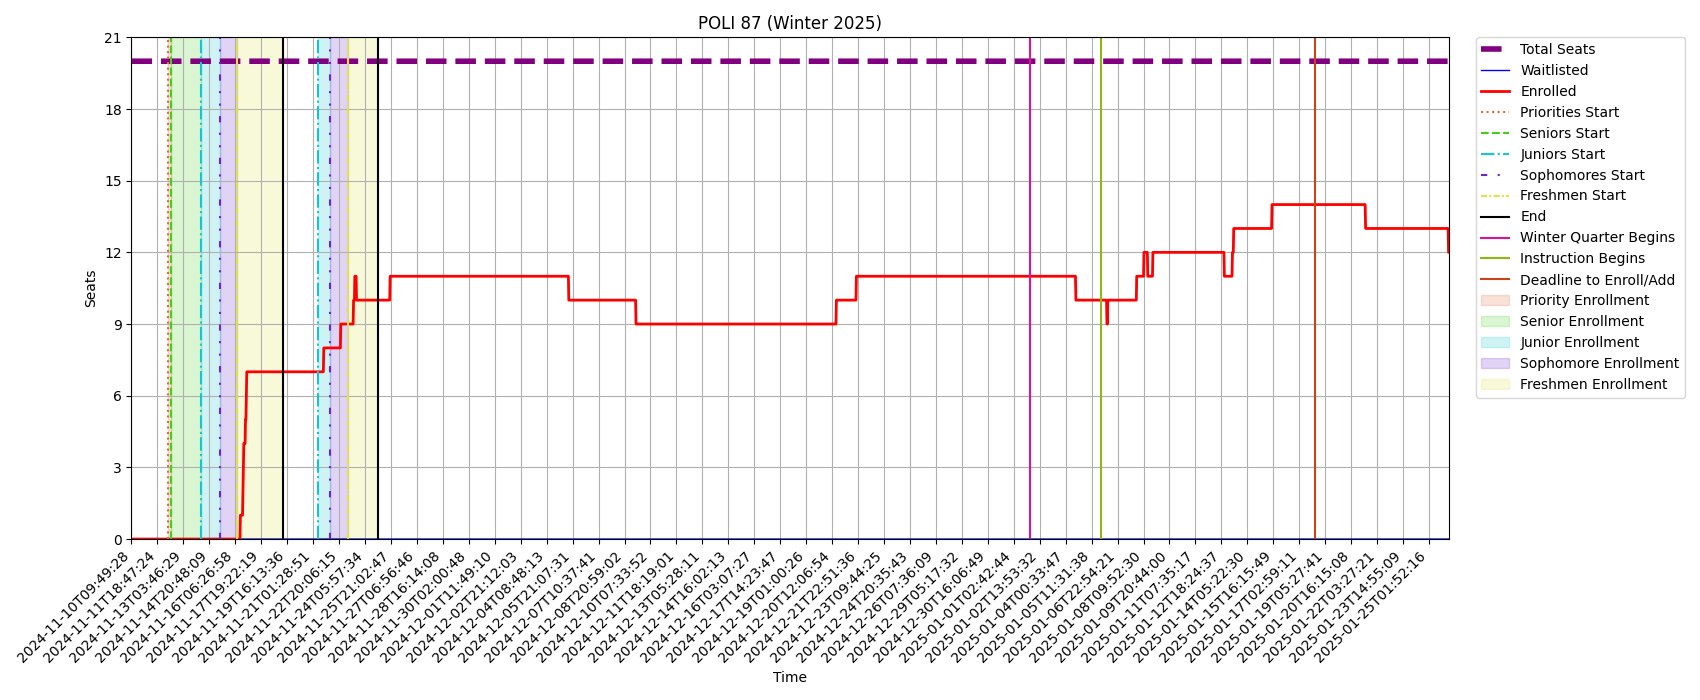 POLI 87 (Winter 2025)
21
18
15
12
9
6
3
0
Seats
2024-11-10T09:49:28
2024-11-11T18:47:24
2024-11-13T03:46:29
2024-11-14T20:48:09
2024-11-16T06:26:58
2024-11-17T19:22:19
2024-11-19T16:13:36
2024-11-21T01:28:51
2024-11-22T20:06:15
2024-11-24T05:57:34
2024-11-25T21:02:47
2024-11-27T06:56:46
2024-11-28T16:14:08
2024-11-30T02:00:48
2024-12-01T11:49:10
2024-12-02T21:12:03
2024-12-04T08:48:13
2024-12-05T21:07:31
2024-12-07T10:37:41
2024-12-08T20:59:02
2024-12-10T07:33:52
2024-12-11T18:19:01
2024-12-13T05:28:11
2024-12-14T16:02:13
2024-12-16T03:07:27
2024-12-17T14:23:47
2024-12-19T01:00:26
2024-12-20T12:06:54
2024-12-21T22:51:36
2024-12-23T09:44:25
2024-12-24T20:35:43
2024-12-26T07:36:09
2024-12-29T05:17:32
2024-12-30T16:06:49
2025-01-01T02:42:44
2025-01-02T13:53:32
2025-01-04T00:33:47
2025-01-05T11:31:38
2025-01-06T22:54:21
2025-01-08T09:52:30
2025-01-09T20:44:00
2025-01-11T07:35:17
2025-01-12T18:24:37
2025-01-14T05:22:30
2025-01-15T16:15:49
2025-01-17T02:59:11
2025-01-19T05:27:41
2025-01-20T16:15:08
2025-01-22T03:27:21
2025-01-23T14:55:09
2025-01-25T01:52:16
Time
Total Seats
Waitlisted
Enrolled
Priorities Start
Seniors Start
Juniors Start
Sophomores Start
Freshmen Start
End
Winter Quarter Begins
Instruction Begins
Deadline to Enroll/Add
Priority Enrollment
Senior Enrollment
Junior Enrollment
Sophomore Enrollment
Freshmen Enrollment